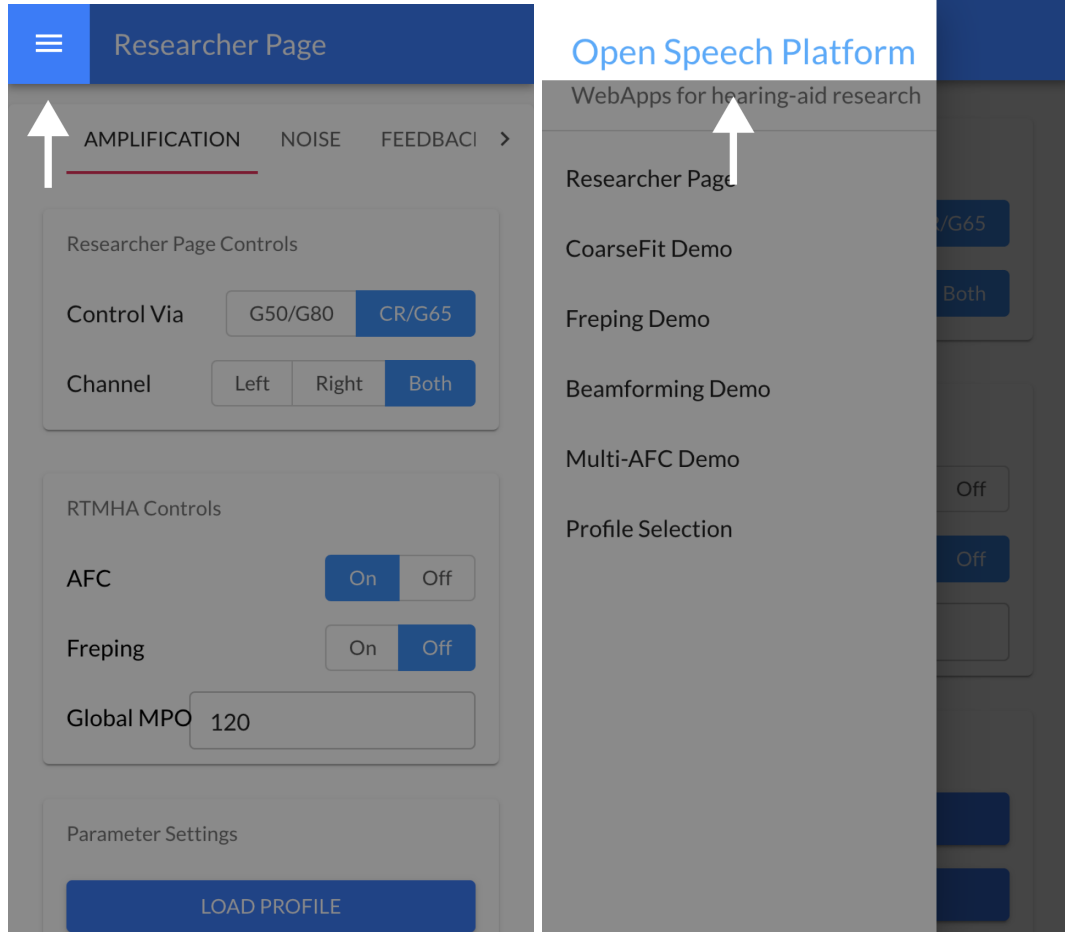 Researcher Page
AMPLIFICATION NOISE FEEDBACK
Researcher Page Controls
Control Via G50/G80 CR/G65
Channel Left Right Both
RTMHA Controls
AFC On Off
Freping On Off
Global MPO 120
Parameter Settings
LOAD PROFILE
Open Speech Platform
WebApps for hearing-aid research
Researcher Page
CoarseFit Demo
Freping Demo
Beamforming Demo
Multi-AFC Demo
Profile Selection
/G65
Both
Off
Off